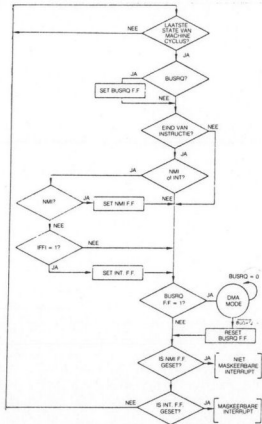 LAATSTE
STATE VAN
MACHINE
CYCLUS?
NEE
JA
BUSRQ?
JA
SET BUSRQ F.F
NEE
EIND VAN
INSTRUCTIE?
NEE
JA
NMI
of INT?
JA
NEE
NMI?
JA
SET NMI F.F
NEE
IFFI = 1?
NEE
JA
SET INT. F.F
BUSRQ = 0
BUSRQ
F.F = 1?
JA
DMA
MODE
NEE
RESET
BUSRQ F.F
IS NMI F.F
GESET?
JA
NIET
MASKEERBARE
INTERRUPT
NEE
IS INT. F.F.
GESET?
NEE
JA
MASKEERBARE
INTERRUPT